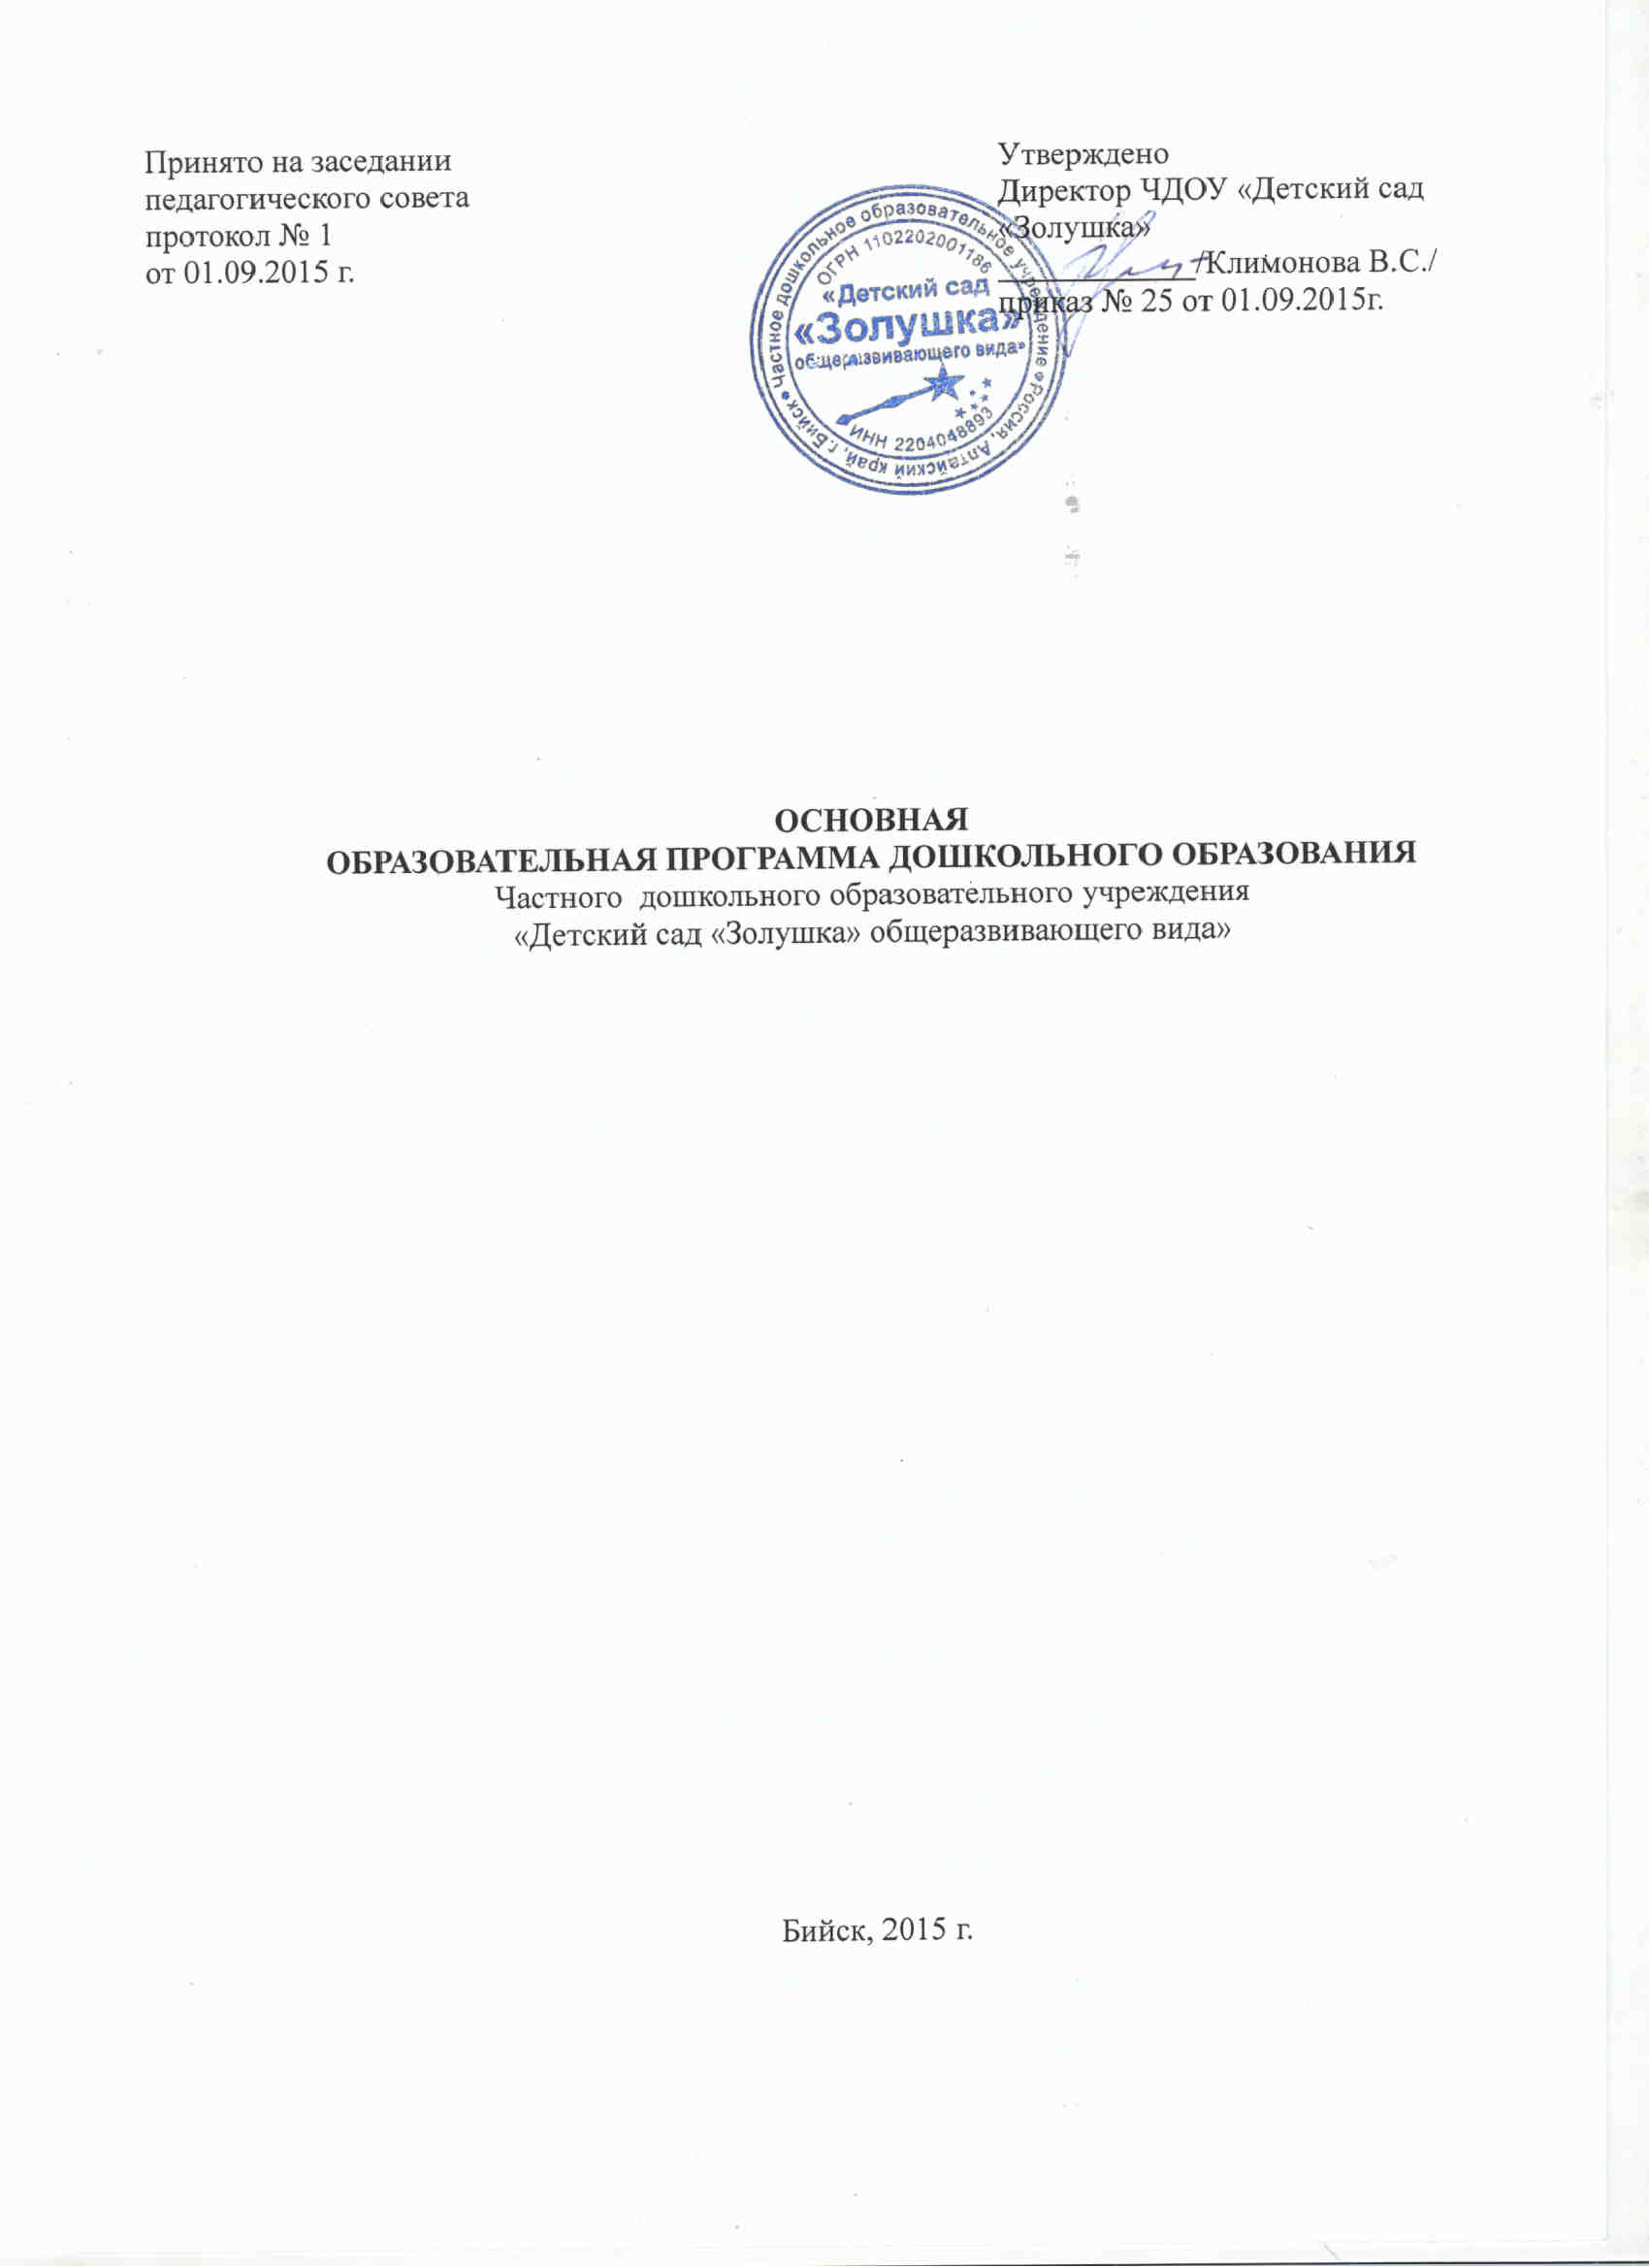 Принято на заседании
педагогического совета
протокол № 1
от 01.09.2015 г.
Утверждено
Директор ЧДОУ «Детский сад
«Золушка»
/Климонова В.С./
приказ № 25 от 01.09.2015г.
Частное дошкольное образовательное учреждение
Россия, Алтайский край, г.Бийск
ОГРН 1102202001186
«Детский сад
«Золушка»
общеразвивающего вида»
ИНН 2204048893
ОСНОВНАЯ
ОБРАЗОВАТЕЛЬНАЯ ПРОГРАММА ДОШКОЛЬНОГО ОБРАЗОВАНИЯ
Частного  дошкольного образовательного учреждения
«Детский сад «Золушка» общеразвивающего вида»
Бийск, 2015 г.